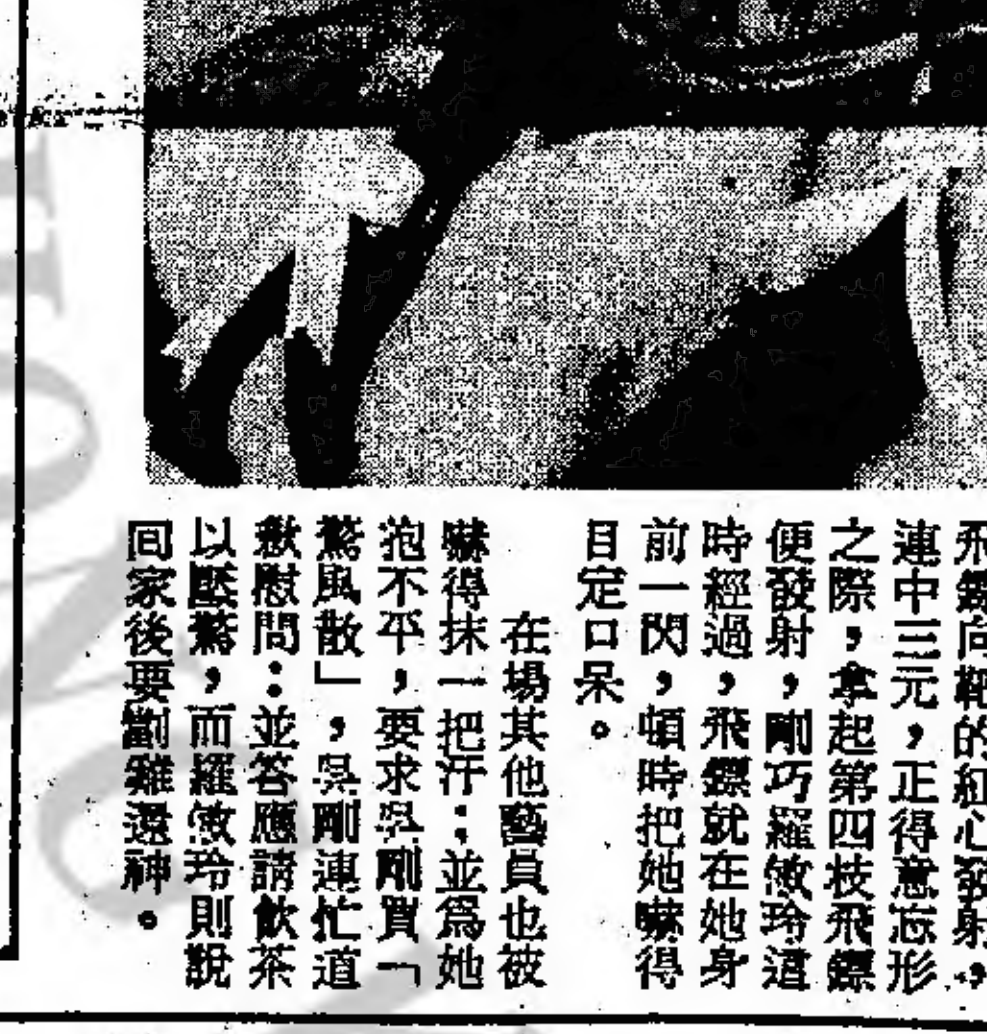 飛鏢向靶的紅心發射，
連中三元，正得意忘形
之際，拿起第四枝飛鏢
便發射，剛巧羅敏玲這
時經過，飛鏢就在她身
前一閃，頓時把她嚇得
目定口呆。
在場其他藝員也被
嚇得抹一把汗；並爲她
抱不平，要求吳剛買「
驚風散」，吳剛連忙道
歉慰問：並答應請飲茶
以壓驚，而羅敏玲則說
回家後要劏雞還神。